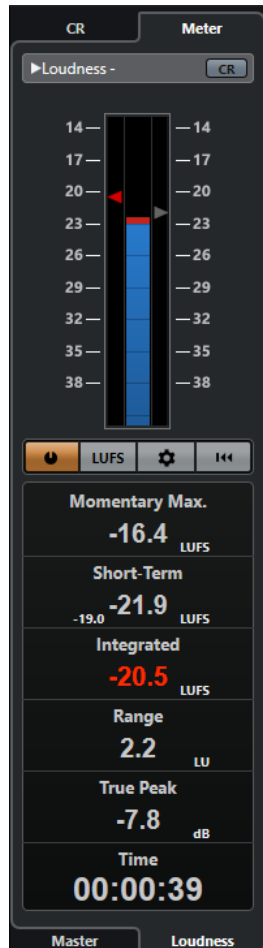 CR Meter
►Loudness - CR
14 14
17 17
20 20
23 23
26 26
29 29
32 32
35 35
38 38
LUFS
Momentary Max.
-16.4 LUFS
Short-Term
-19.0 -21.9 LUFS
Integrated
-20.5 LUFS
Range
2.2 LU
True Peak
-7.8 dB
Time
00:00:39
Master Loudness